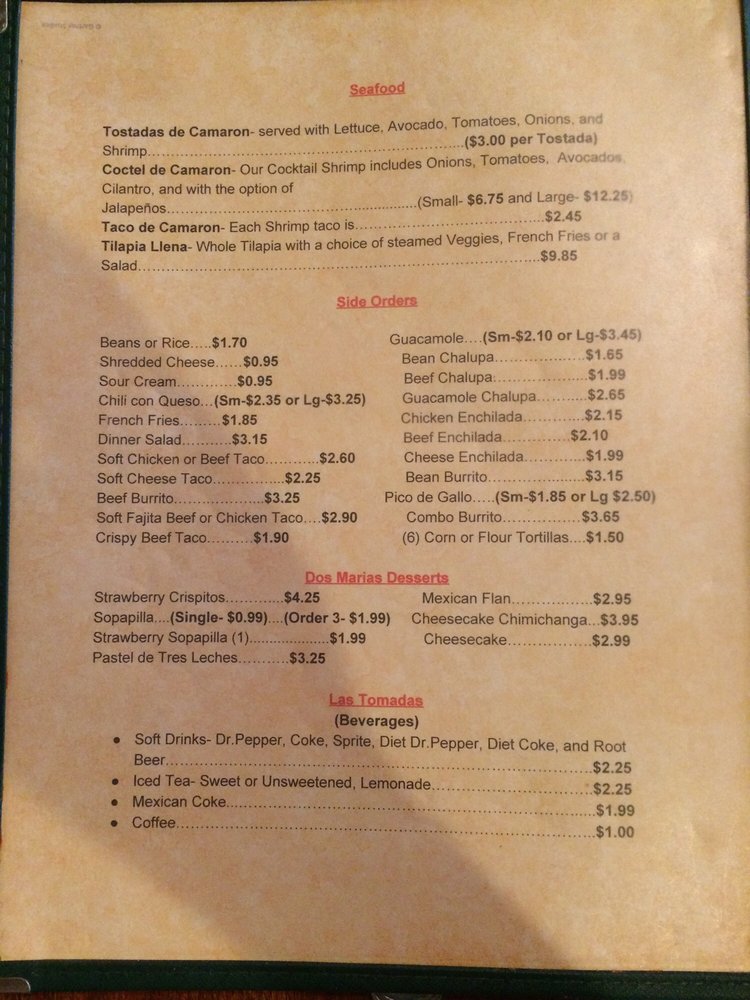 Seafood
Tostadas de Camaron- served with Lettuce, Avocado, Tomatoes, Onions, and
Shrimp.......................................................($3.00 per Tostada)
Coctel de Camaron- Our Cocktail Shrimp includes Onions, Tomatoes, Avocados,
Cilantro, and with the option of
Jalapeños............................................(Small- $6.75 and Large- $12.25)
Taco de Camaron- Each Shrimp taco is.................................$2.45
Tilapia Llena- Whole Tilapia with a choice of steamed Veggies, French Fries or a
Salad.......................................................................$9.85
Side Orders
Beans or Rice.....$1.70
Shredded Cheese......$0.95
Sour Cream.............$0.95
Chili con Queso...(Sm-$2.35 or Lg-$3.25)
French Fries.........$1.85
Dinner Salad...........$3.15
Soft Chicken or Beef Taco............$2.60
Soft Cheese Taco................$2.25
Beef Burrito....................$3.25
Soft Fajita Beef or Chicken Taco....$2.90
Crispy Beef Taco..........$1.90
Guacamole....(Sm-$2.10 or Lg-$3.45)
Bean Chalupa....................$1.65
Beef Chalupa.....................$1.99
Guacamole Chalupa...........$2.65
Chicken Enchilada.............$2.15
Beef Enchilada...............$2.10
Cheese Enchilada.............$1.99
Bean Burrito.....................$3.15
Pico de Gallo.....(Sm-$1.85 or Lg $2.50)
Combo Burrito.................$3.65
(6) Corn or Flour Tortillas....$1.50
Dos Marias Desserts
Strawberry Crispitos.............$4.25
Sopapilla....(Single- $0.99)....(Order 3- $1.99)
Strawberry Sopapilla (1)...................$1.99
Pastel de Tres Leches...........$3.25
Mexican Flan..................$2.95
Cheesecake Chimichanga...$3.95
Cheesecake..................$2.99
Las Tomadas
(Beverages)
• Soft Drinks- Dr.Pepper, Coke, Sprite, Diet Dr.Pepper, Diet Coke, and Root
Beer.......................................................................$2.25
• Iced Tea- Sweet or Unsweetened, Lemonade............................$2.25
• Mexican Coke.............................................................$1.99
• Coffee.....................................................................$1.00